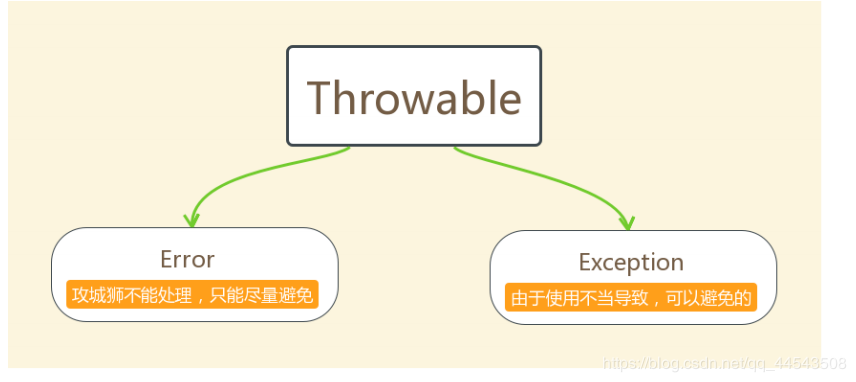 Throwable
Error
攻城狮不能处理，只能尽量避免
Exception
由于使用不当导致，可以避免的
https://blog.csdn.net/qq_44543508